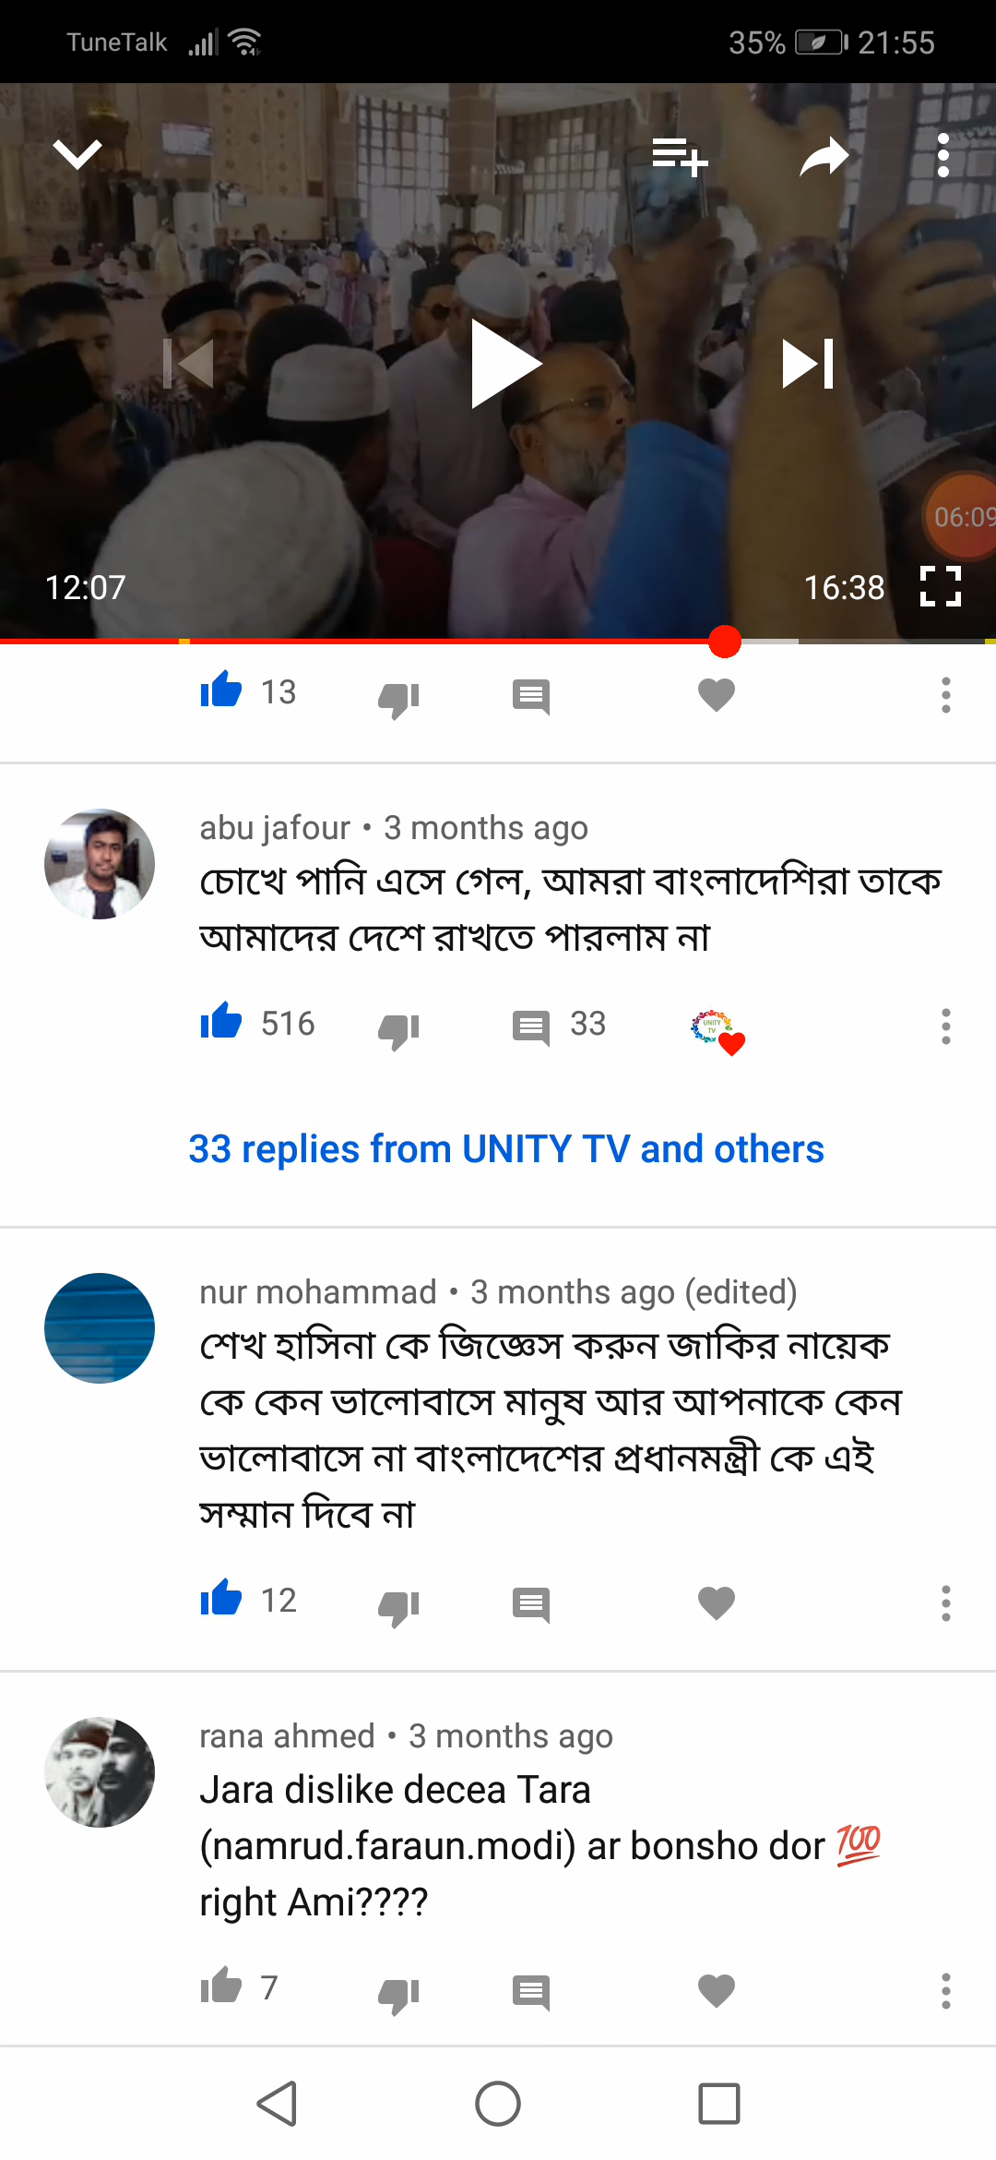 TuneTalk
35% 21:55
06:09
12:07
16:38
13
abu jafour • 3 months ago
চোখে পানি এসে গেল, আমরা বাংলাদেশিরা তাকে
আমাদের দেশে রাখতে পারলাম না
516
33
UNITY
TV
33 replies from UNITY TV and others
nur mohammad • 3 months ago (edited)
শেখ হাসিনা কে জিজ্ঞেস করুন জাকির নায়েক
কে কেন ভালোবাসে মানুষ আর আপনাকে কেন
ভালোবাসে না বাংলাদেশের প্রধানমন্ত্রী কে এই
সম্মান দিবে না
12
rana ahmed • 3 months ago
Jara dislike decea Tara
(namrud.faraun.modi) ar bonsho dor 💯
right Ami????
7